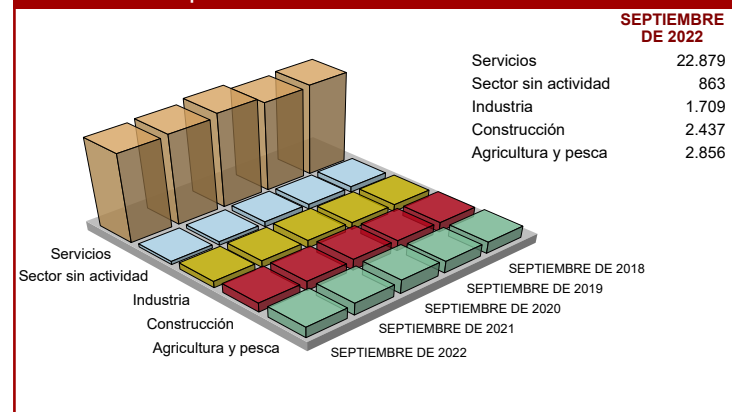 SEPTIEMBRE
DE 2022
Servicios 22.879
Sector sin actividad 863
Industria 1.709
Construcción 2.437
Agricultura y pesca 2.856
Servicios
Sector sin actividad
Industria
Construcción
Agricultura y pesca
SEPTIEMBRE DE 2018
SEPTIEMBRE DE 2019
SEPTIEMBRE DE 2020
SEPTIEMBRE DE 2021
SEPTIEMBRE DE 2022